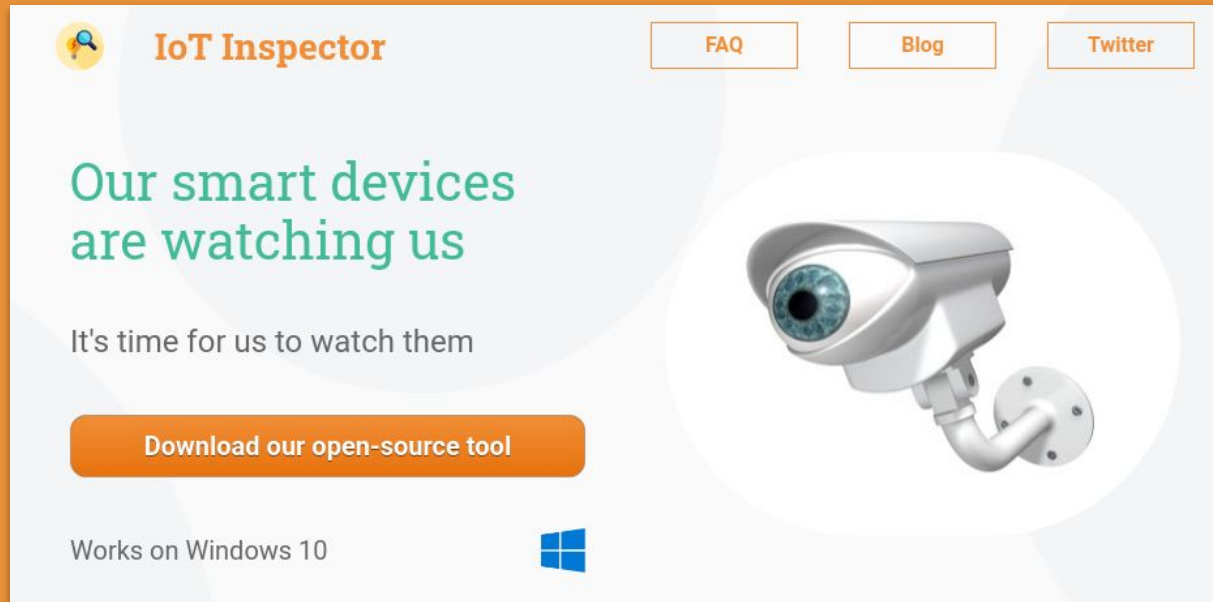 IoT Inspector
FAQ
Blog
Twitter
Our smart devices
are watching us
It's time for us to watch them
Download our open-source tool
Works on Windows 10